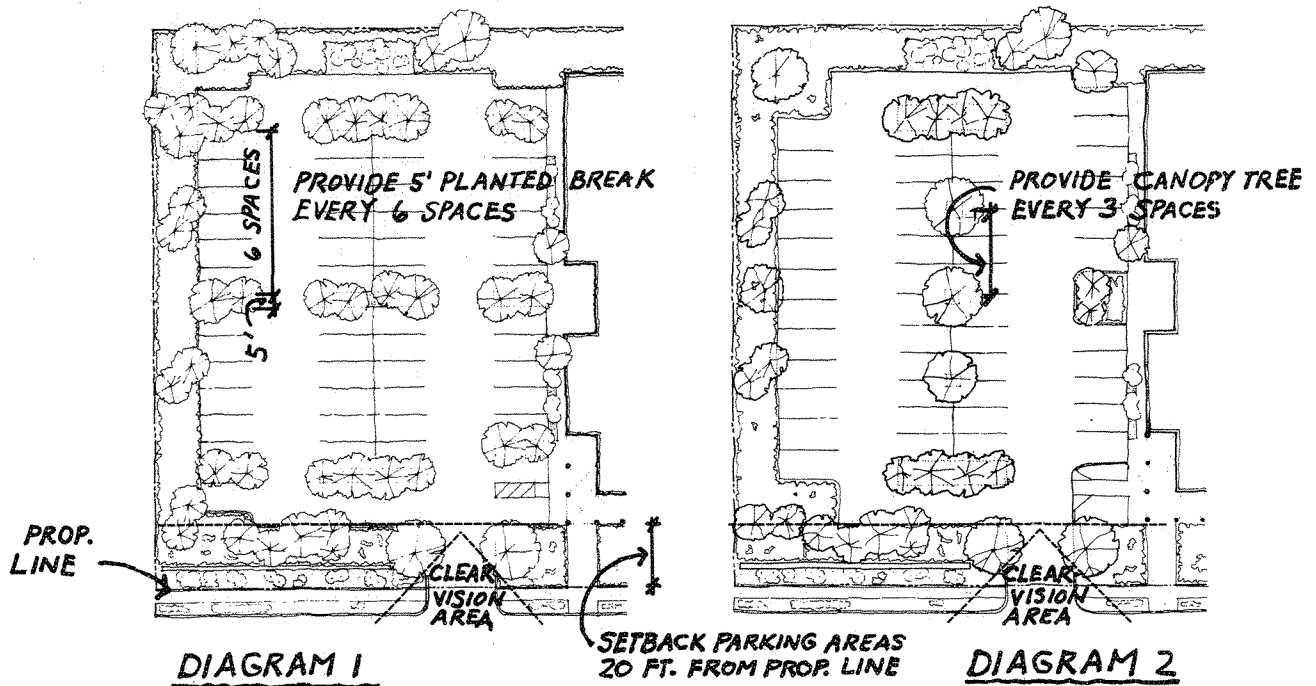 6 SPACES
5'
PROVIDE 5' PLANTED BREAK
EVERY 6 SPACES
PROVIDE CANOPY TREE
EVERY 3 SPACES
PROP.
LINE
CLEAR
VISION
AREA
SETBACK PARKING AREAS
20 FT. FROM PROP. LINE
CLEAR
VISION
AREA
DIAGRAM 1
DIAGRAM 2